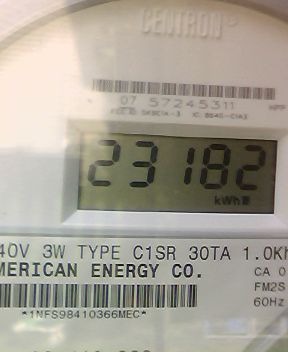 CENTRON
07 57245311
23182
kWh
40V 3W TYPE C1SR 30TA 1.0Kh
MERICAN ENERGY CO.
CA 0
FM2S
60Hz
*1NFS98410366MEC*